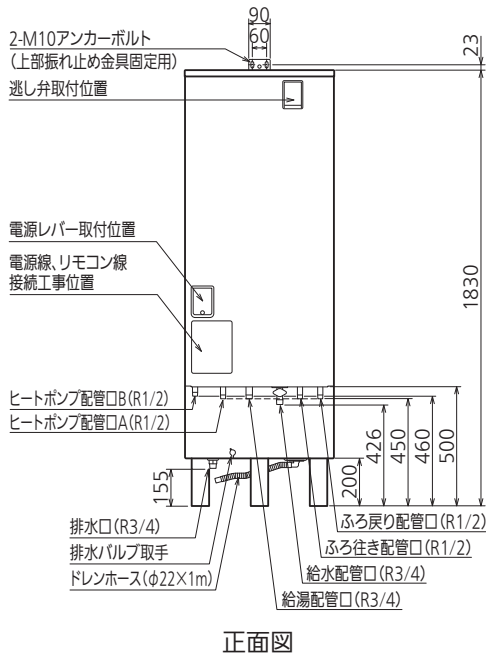 90
60
23
2-M10アンカーボルト
(上部振れ止め金具固定用)
逃し弁取付位置
電源レバー取付位置
電源線、リモコン線
接続工事位置
1830
ヒートポンプ配管口B(R1/2)
ヒートポンプ配管口A(R1/2)
155
200
426
450
460
500
排水口(R3/4)
排水バルブ取手
ドレンホース(φ22×1m)
ふろ戻り配管口(R1/2)
ふろ往き配管口(R1/2)
給水配管口(R3/4)
給湯配管口(R3/4)
正面図